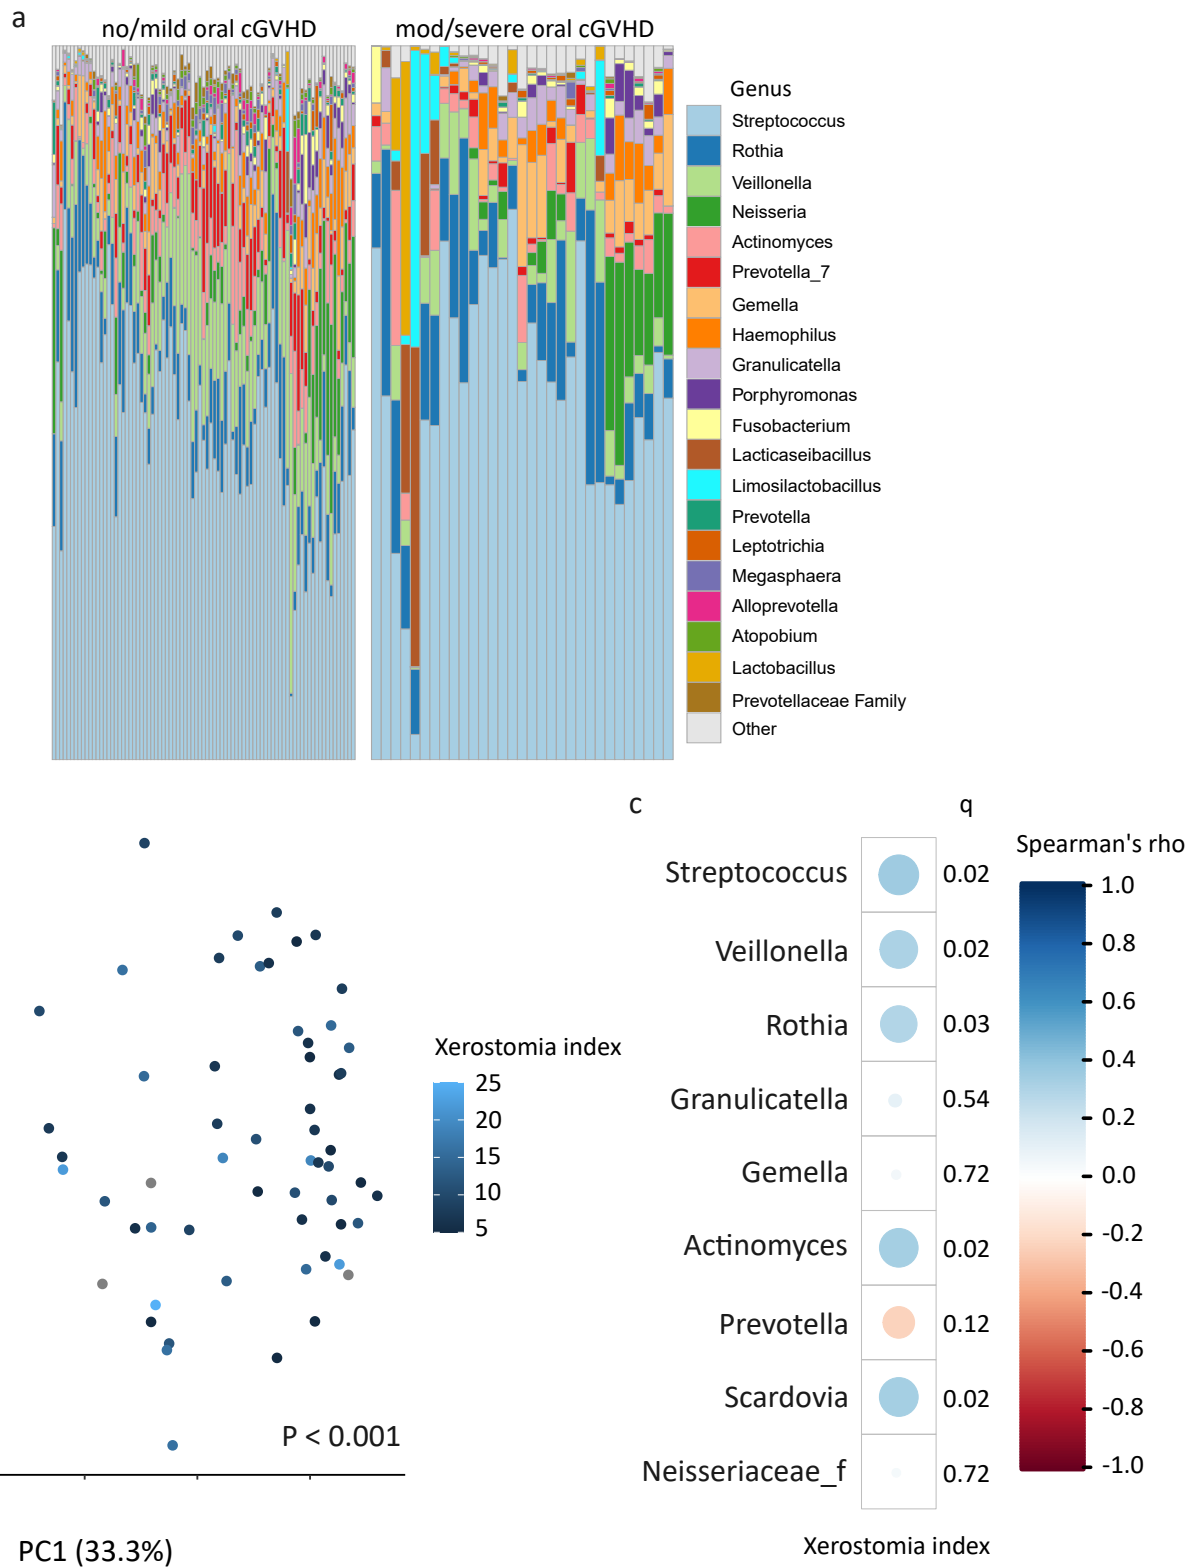 a
no/mild oral cGVHD
mod/severe oral cGVHD
Genus
Streptococcus
Rothia
Veillonella
Neisseria
Actinomyces
Prevotella_7
Gemella
Haemophilus
Granulicatella
Porphyromonas
Fusobacterium
Lacticaseibacillus
Limosilactobacillus
Prevotella
Leptotrichia
Megasphaera
Alloprevotella
Atopobium
Lactobacillus
Prevotellaceae Family
Other
Xerostomia index
25
20
15
10
5
P < 0.001
PC1 (33.3%)
c
q
Streptococcus 0.02
Veillonella 0.02
Rothia 0.03
Granulicatella 0.54
Gemella 0.72
Actinomyces 0.02
Prevotella 0.12
Scardovia 0.02
Neisseriaceae_f 0.72
Xerostomia index
Spearman's rho
1.0
0.8
0.6
0.4
0.2
0.0
-0.2
-0.4
-0.6
-0.8
-1.0